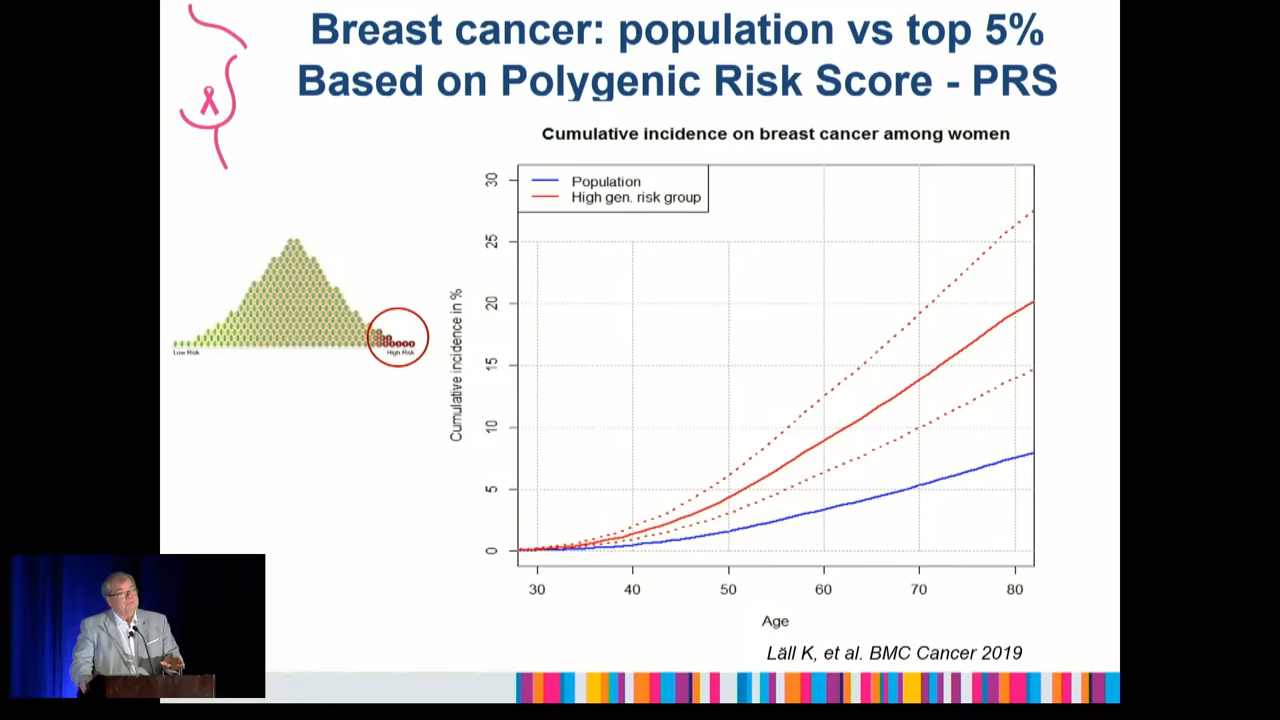 Breast cancer: population vs top 5%
Based on Polygenic Risk Score - PRS
Cumulative incidence on breast cancer among women
Population
High gen. risk group
Low Risk
High Risk
Cumulative incidence in %
30
25
20
15
10
5
0
30 40 50 60 70 80
Age
Läll K, et al. BMC Cancer 2019